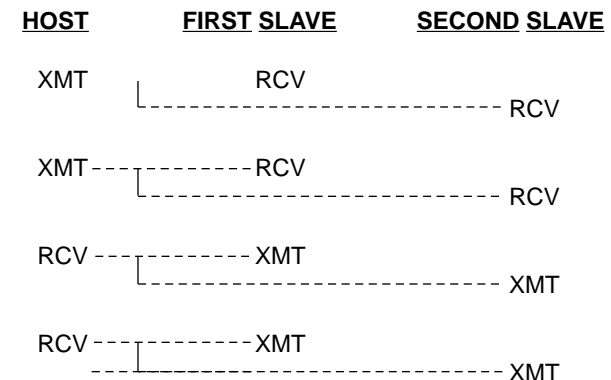 HOST FIRST SLAVE SECOND SLAVE
XMT RCV
RCV
XMT RCV
RCV
RCV XMT
XMT
RCV XMT
XMT